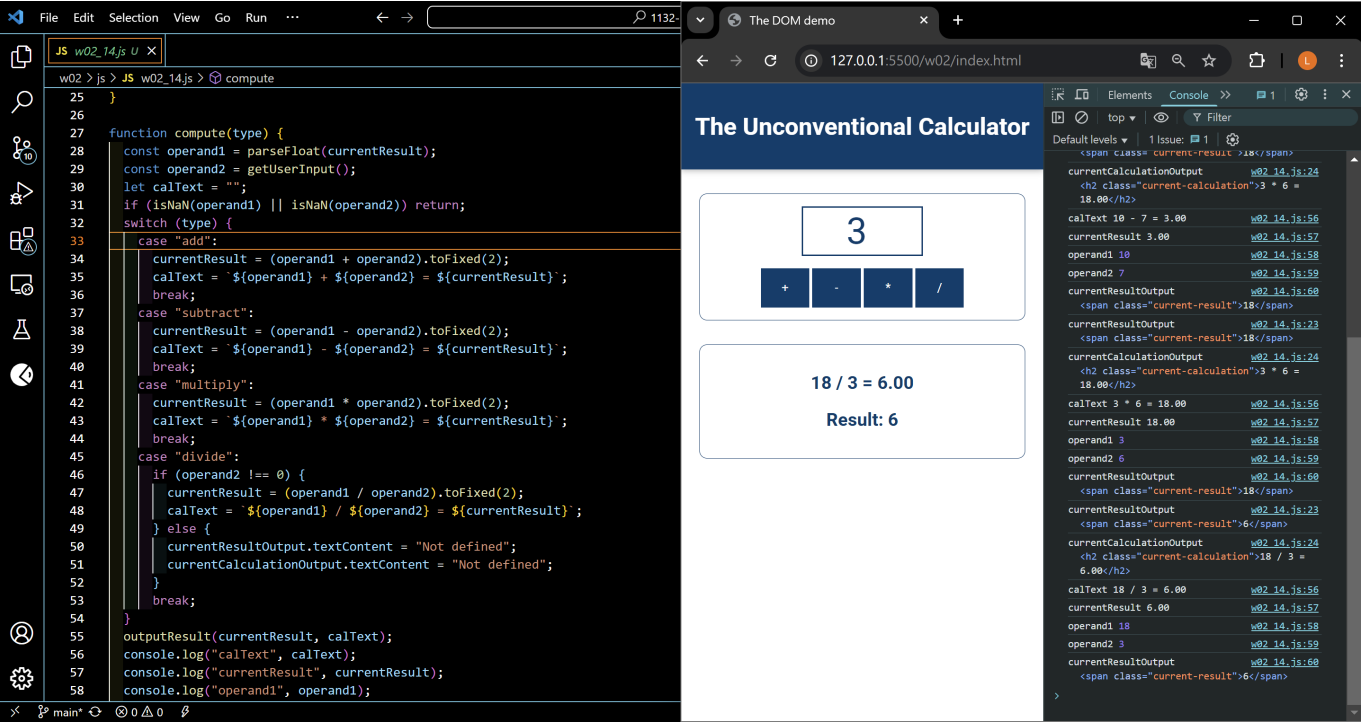 File Edit Selection View Go Run ··· 1132-
JS w02_14.js U
w02 > js > JS w02_14.js > compute
25 }
26
27 function compute(type) {
28 const operand1 = parseFloat(currentResult);
29 const operand2 = getUserInput();
30 let calText = "";
31 if (isNaN(operand1) || isNaN(operand2)) return;
32 switch (type) {
33 case "add":
34 currentResult = (operand1 + operand2).toFixed(2);
35 calText = `${operand1} + ${operand2} = ${currentResult}`;
36 break;
37 case "subtract":
38 currentResult = (operand1 - operand2).toFixed(2);
39 calText = `${operand1} - ${operand2} = ${currentResult}`;
40 break;
41 case "multiply":
42 currentResult = (operand1 * operand2).toFixed(2);
43 calText = `${operand1} * ${operand2} = ${currentResult}`;
44 break;
45 case "divide":
46 if (operand2 !== 0) {
47 currentResult = (operand1 / operand2).toFixed(2);
48 calText = `${operand1} / ${operand2} = ${currentResult}`;
49 } else {
50 currentResultOutput.textContent = "Not defined";
51 currentCalculationOutput.textContent = "Not defined";
52 }
53 break;
54 }
55 outputResult(currentResult, calText);
56 console.log("calText", calText);
57 console.log("currentResult", currentResult);
58 console.log("operand1", operand1);
10
main* 0 0
The DOM demo
127.0.0.1:5500/w02/index.html L
The Unconventional Calculator
3
+ - * /
18 / 3 = 6.00
Result: 6
Elements Console 1
top Filter
Default levels 1 Issue: 1
<span class="current-result">18</span>
currentCalculationOutput w02_14.js:24
<h2 class="current-calculation">3 * 6 =
18.00</h2>
calText 10 - 7 = 3.00 w02_14.js:56
currentResult 3.00 w02_14.js:57
operand1 10 w02_14.js:58
operand2 7 w02_14.js:59
currentResultOutput w02_14.js:60
<span class="current-result">18</span>
currentResultOutput w02_14.js:23
<span class="current-result">18</span>
currentCalculationOutput w02_14.js:24
<h2 class="current-calculation">3 * 6 =
18.00</h2>
calText 3 * 6 = 18.00 w02_14.js:56
currentResult 18.00 w02_14.js:57
operand1 3 w02_14.js:58
operand2 6 w02_14.js:59
currentResultOutput w02_14.js:60
<span class="current-result">18</span>
currentResultOutput w02_14.js:23
<span class="current-result">6</span>
currentCalculationOutput w02_14.js:24
<h2 class="current-calculation">18 / 3 =
6.00</h2>
calText 18 / 3 = 6.00 w02_14.js:56
currentResult 6.00 w02_14.js:57
operand1 18 w02_14.js:58
operand2 3 w02_14.js:59
currentResultOutput w02_14.js:60
<span class="current-result">6</span>